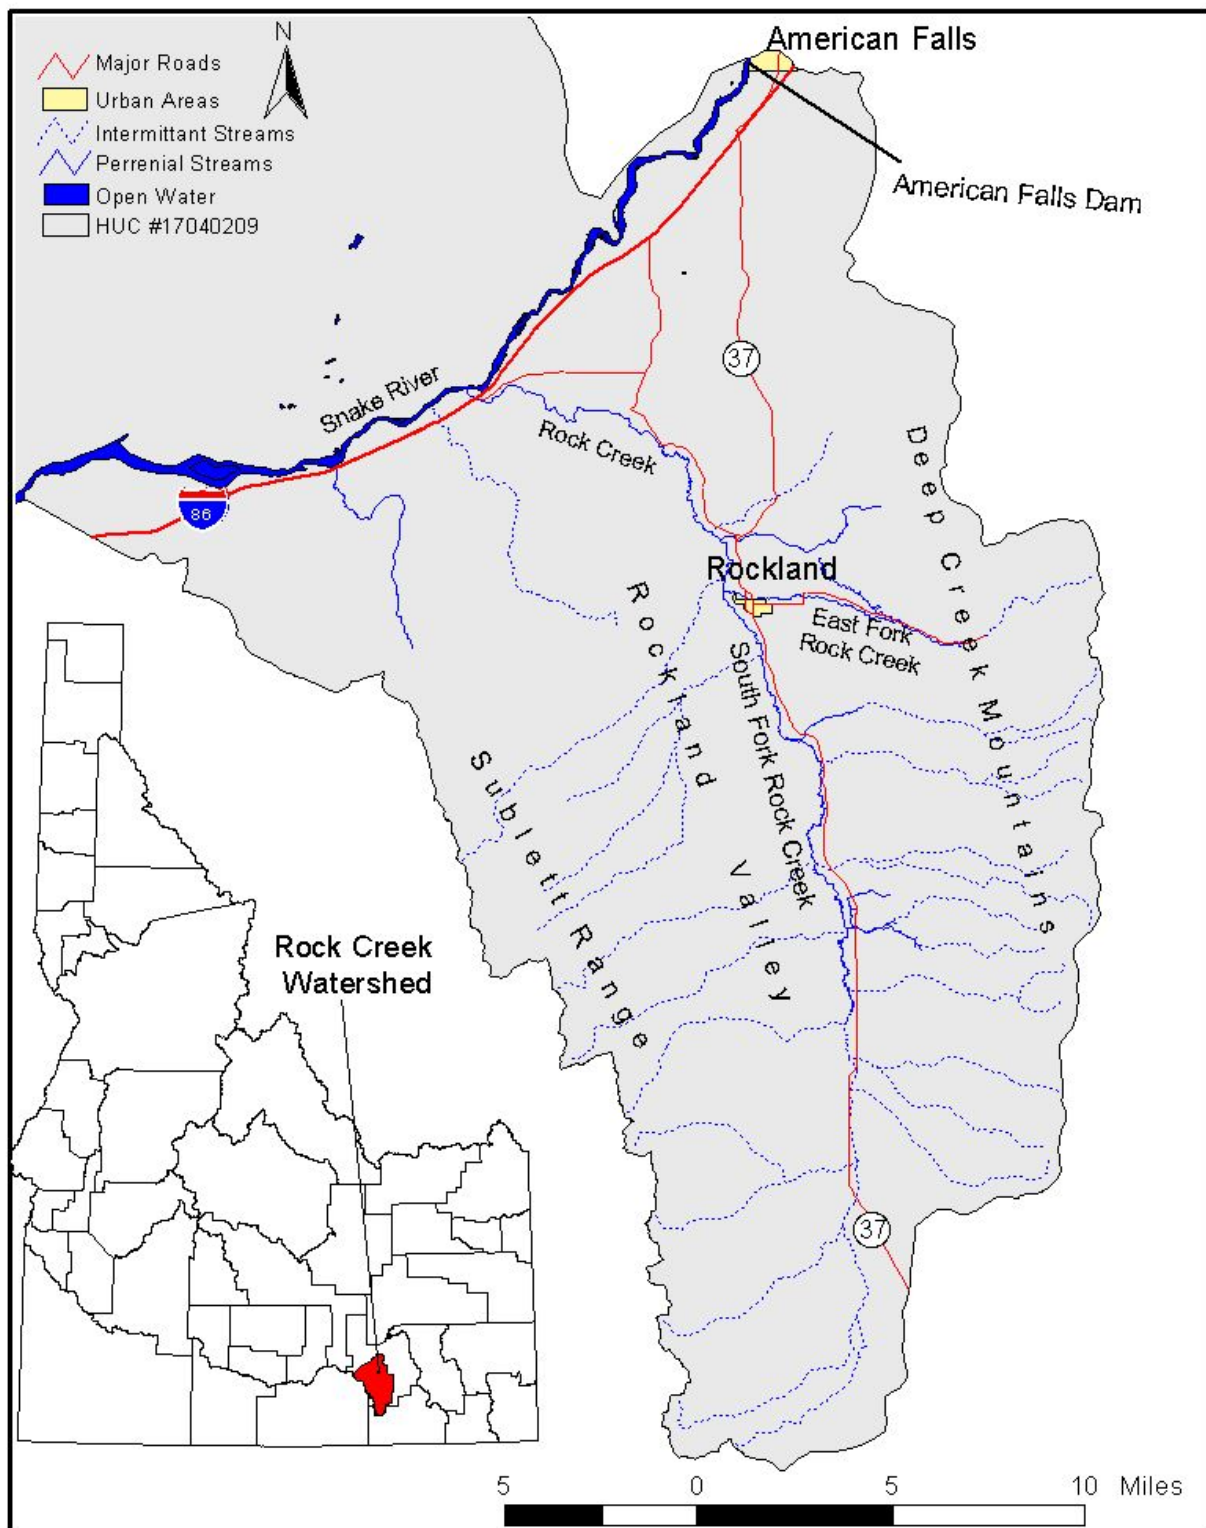 N
Major Roads
Urban Areas
Intermittant Streams
Perrenial Streams
Open Water
HUC #17040209
American Falls
American Falls Dam
37
Snake River
Rock Creek
86
Deep Creek Mountains
Rockland
East Fork
Rock Creek
South Fork Rock Creek
Rockland Valley
Sublett Range
Rock Creek
Watershed
37
5 0 5 10 Miles